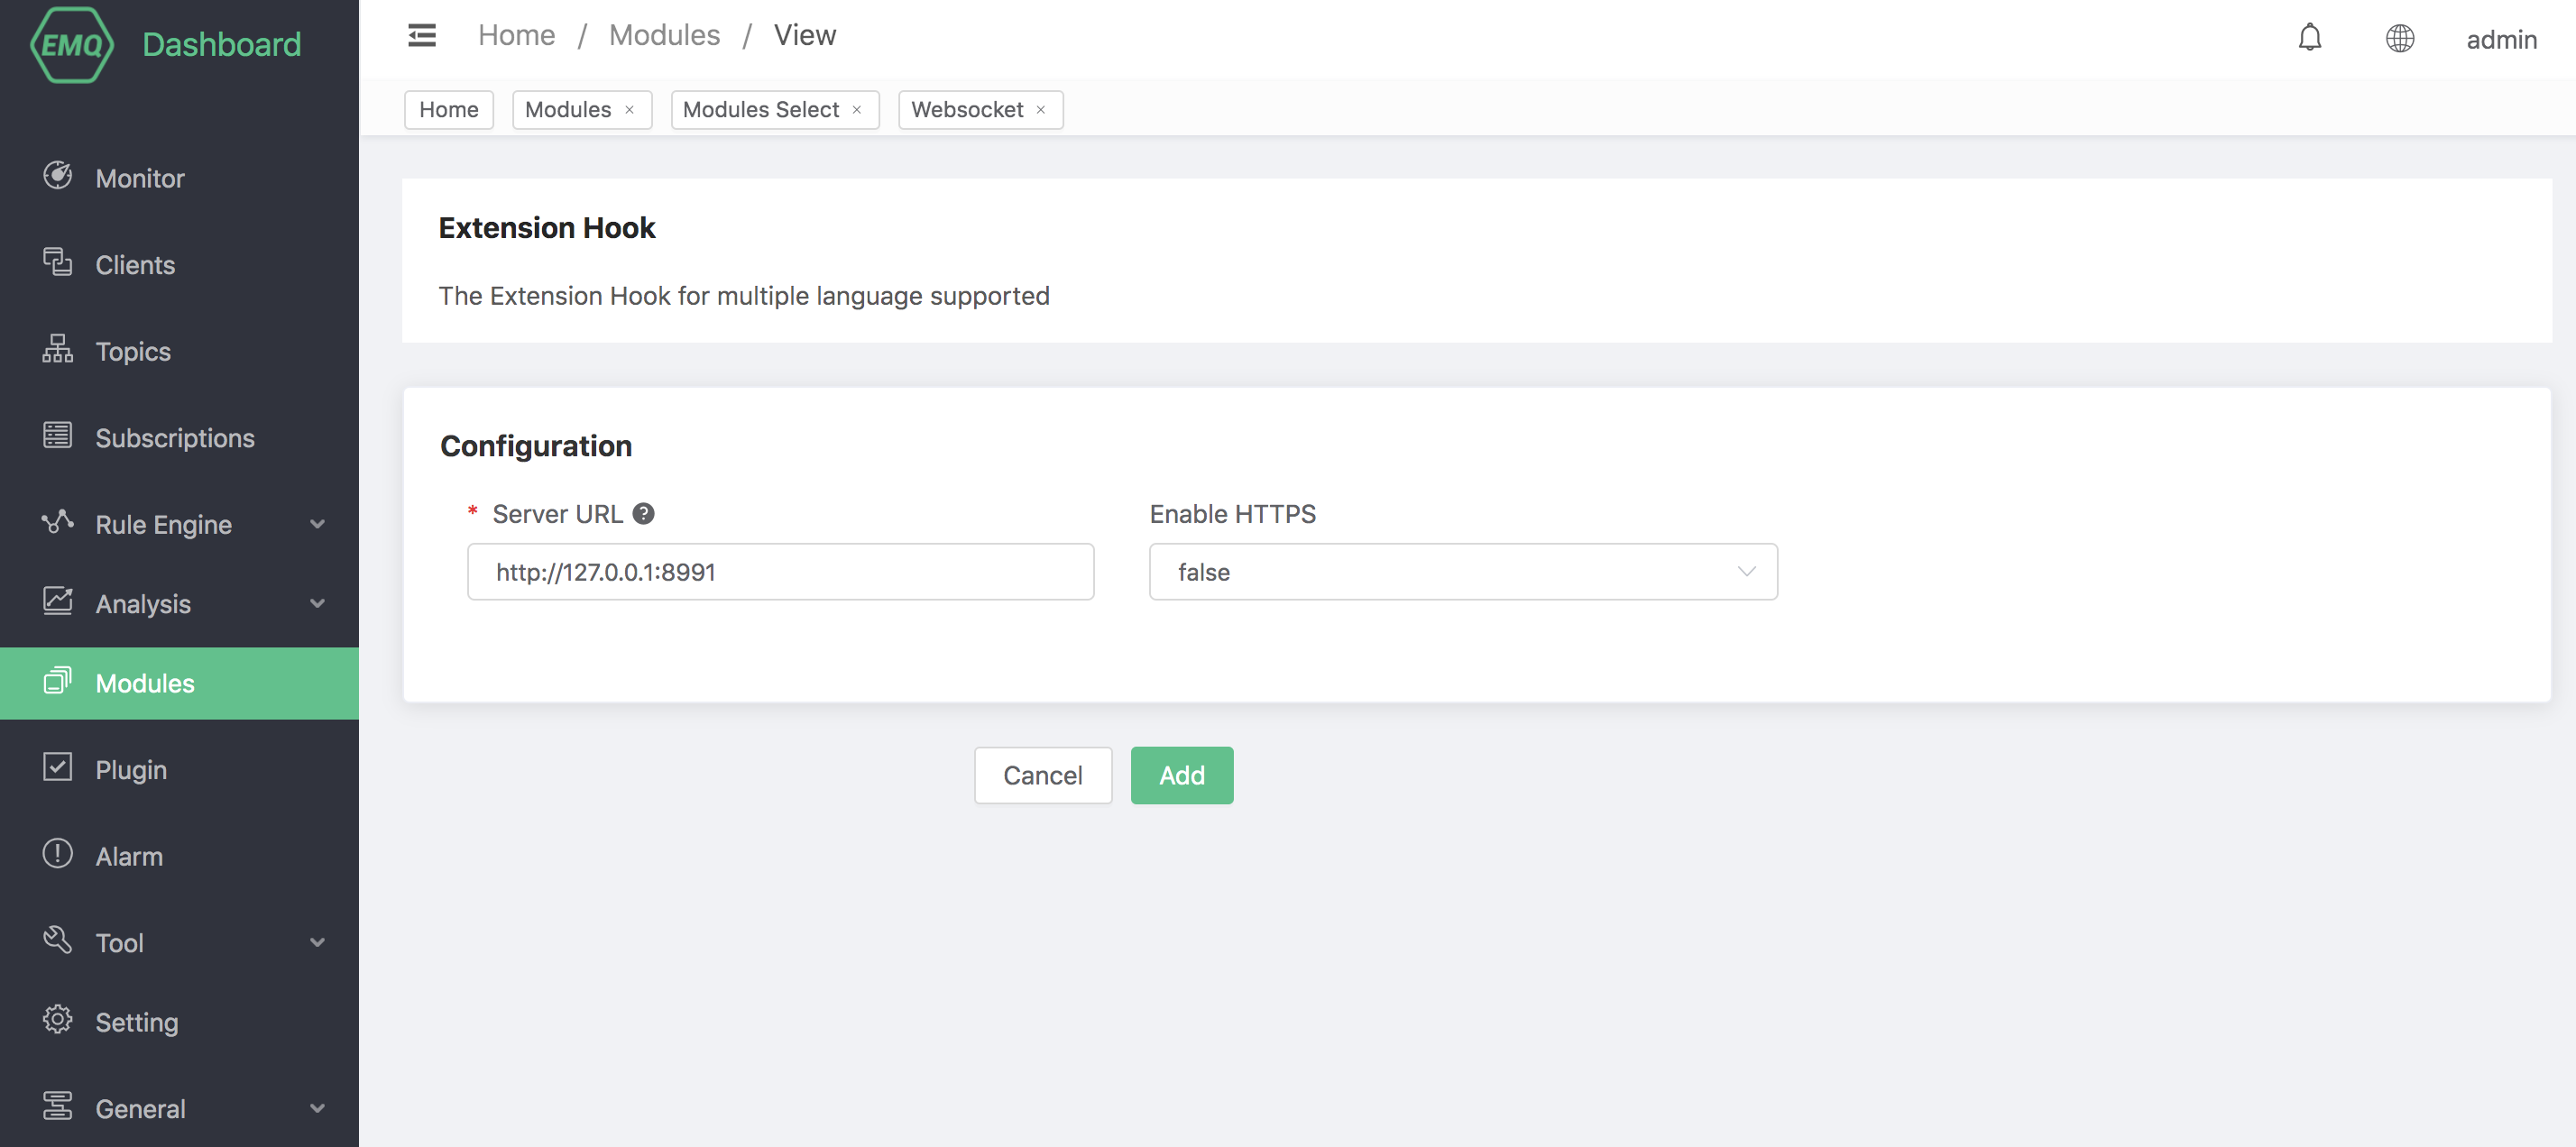 EMQ Dashboard
Monitor
Clients
Topics
Subscriptions
Rule Engine
Analysis
Modules
Plugin
Alarm
Tool
Setting
General
Home / Modules / View
admin
Home
Modules ×
Modules Select ×
Websocket ×
Extension Hook
The Extension Hook for multiple language supported
Configuration
* Server URL ?
http://127.0.0.1:8991
Enable HTTPS
false
Cancel
Add